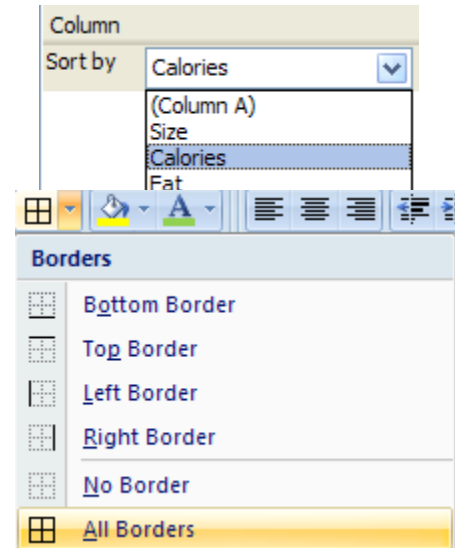 Column
Sort by Calories
(Column A)
Size
Calories
Fat
A
Borders
Bottom Border
Top Border
Left Border
Right Border
No Border
All Borders